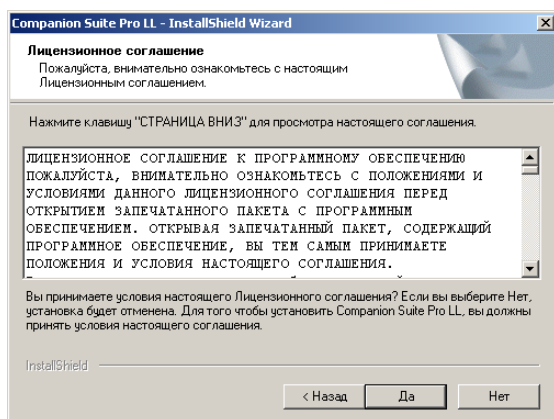 Companion Suite Pro LL - InstallShield Wizard
Лицензионное соглашение
Пожалуйста, внимательно ознакомьтесь с настоящим
Лицензионным соглашением.
Нажмите клавишу "СТРАНИЦА ВНИЗ" для просмотра настоящего соглашения.
ЛИЦЕНЗИОННОЕ СОГЛАШЕНИЕ К ПРОГРАММНОМУ ОБЕСПЕЧЕНИЮ
ПОЖАЛУЙСТА, ВНИМАТЕЛЬНО ОЗНАКОМЬТЕСЬ С ПОЛОЖЕНИЯМИ И
УСЛОВИЯМИ ДАННОГО ЛИЦЕНЗИОННОГО СОГЛАШЕНИЯ ПЕРЕД
ОТКРЫТИЕМ ЗАПЕЧАТАННОГО ПАКЕТА С ПРОГРАММНЫМ
ОБЕСПЕЧЕНИЕМ. ОТКРЫВАЯ ЗАПЕЧАТАННЫЙ ПАКЕТ, СОДЕРЖАЩИЙ
ПРОГРАММНОЕ ОБЕСПЕЧЕНИЕ, ВЫ ТЕМ САМЫМ ПРИНИМАЕТЕ
ПОЛОЖЕНИЯ И УСЛОВИЯ НАСТОЯЩЕГО СОГЛАШЕНИЯ.
Вы принимаете условия настоящего Лицензионного соглашения? Если вы выберите Нет,
установка будет отменена. Для того чтобы установить Companion Suite Pro LL, вы должны
принять условия настоящего соглашения.
InstallShield
< Назад
Да
Нет